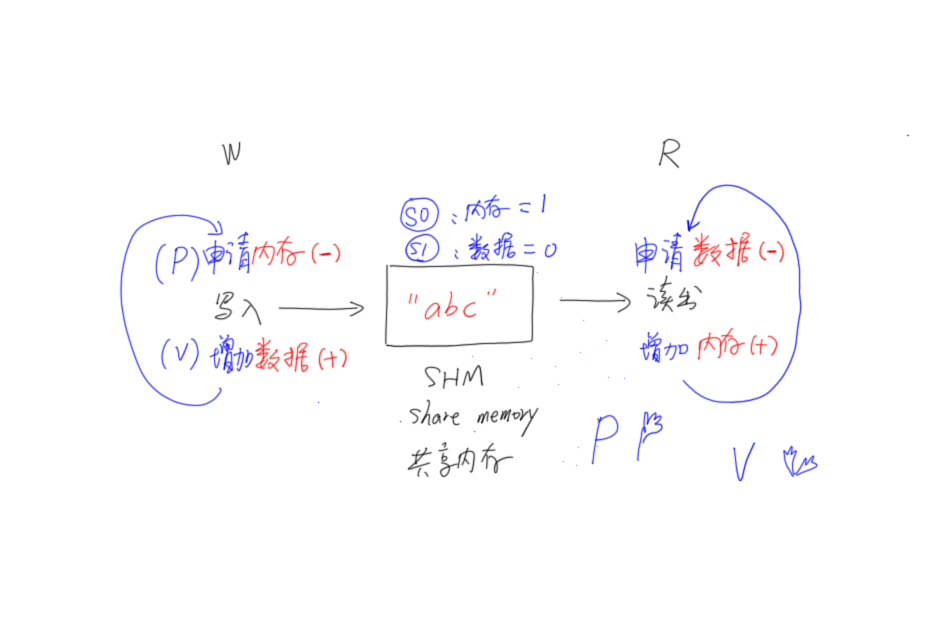 W
R
S0：内存＝1
S1：数据＝0
(P)申请内存(-)
写入
(V)增加数据(+)
"abc"
SHM
share memory
共享内存
申请数据(-)
读出
增加内存(+)
P
V